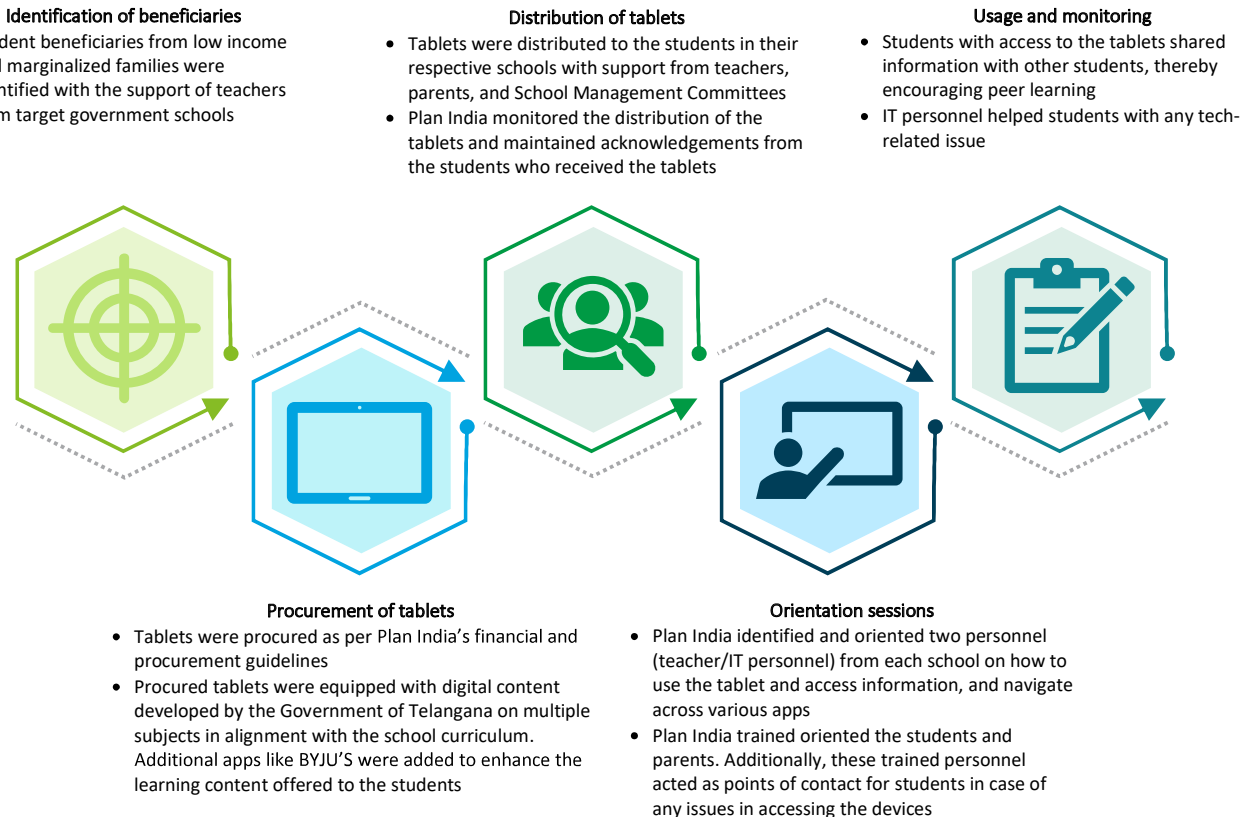 Identification of beneficiaries
dent beneficiaries from low income
marginalized families were
ntified with the support of teachers
m target government schools
Distribution of tablets
• Tablets were distributed to the students in their
respective schools with support from teachers,
parents, and School Management Committees
• Plan India monitored the distribution of the
tablets and maintained acknowledgements from
the students who received the tablets
Usage and monitoring
• Students with access to the tablets shared
information with other students, thereby
encouraging peer learning
• IT personnel helped students with any tech-
related issue
Procurement of tablets
• Tablets were procured as per Plan India's financial and
procurement guidelines
• Procured tablets were equipped with digital content
developed by the Government of Telangana on multiple
subjects in alignment with the school curriculum.
Additional apps like BYJU'S were added to enhance the
learning content offered to the students
Orientation sessions
• Plan India identified and oriented two personnel
(teacher/IT personnel) from each school on how to
use the tablet and access information, and navigate
across various apps
• Plan India trained oriented the students and
parents. Additionally, these trained personnel
acted as points of contact for students in case of
any issues in accessing the devices